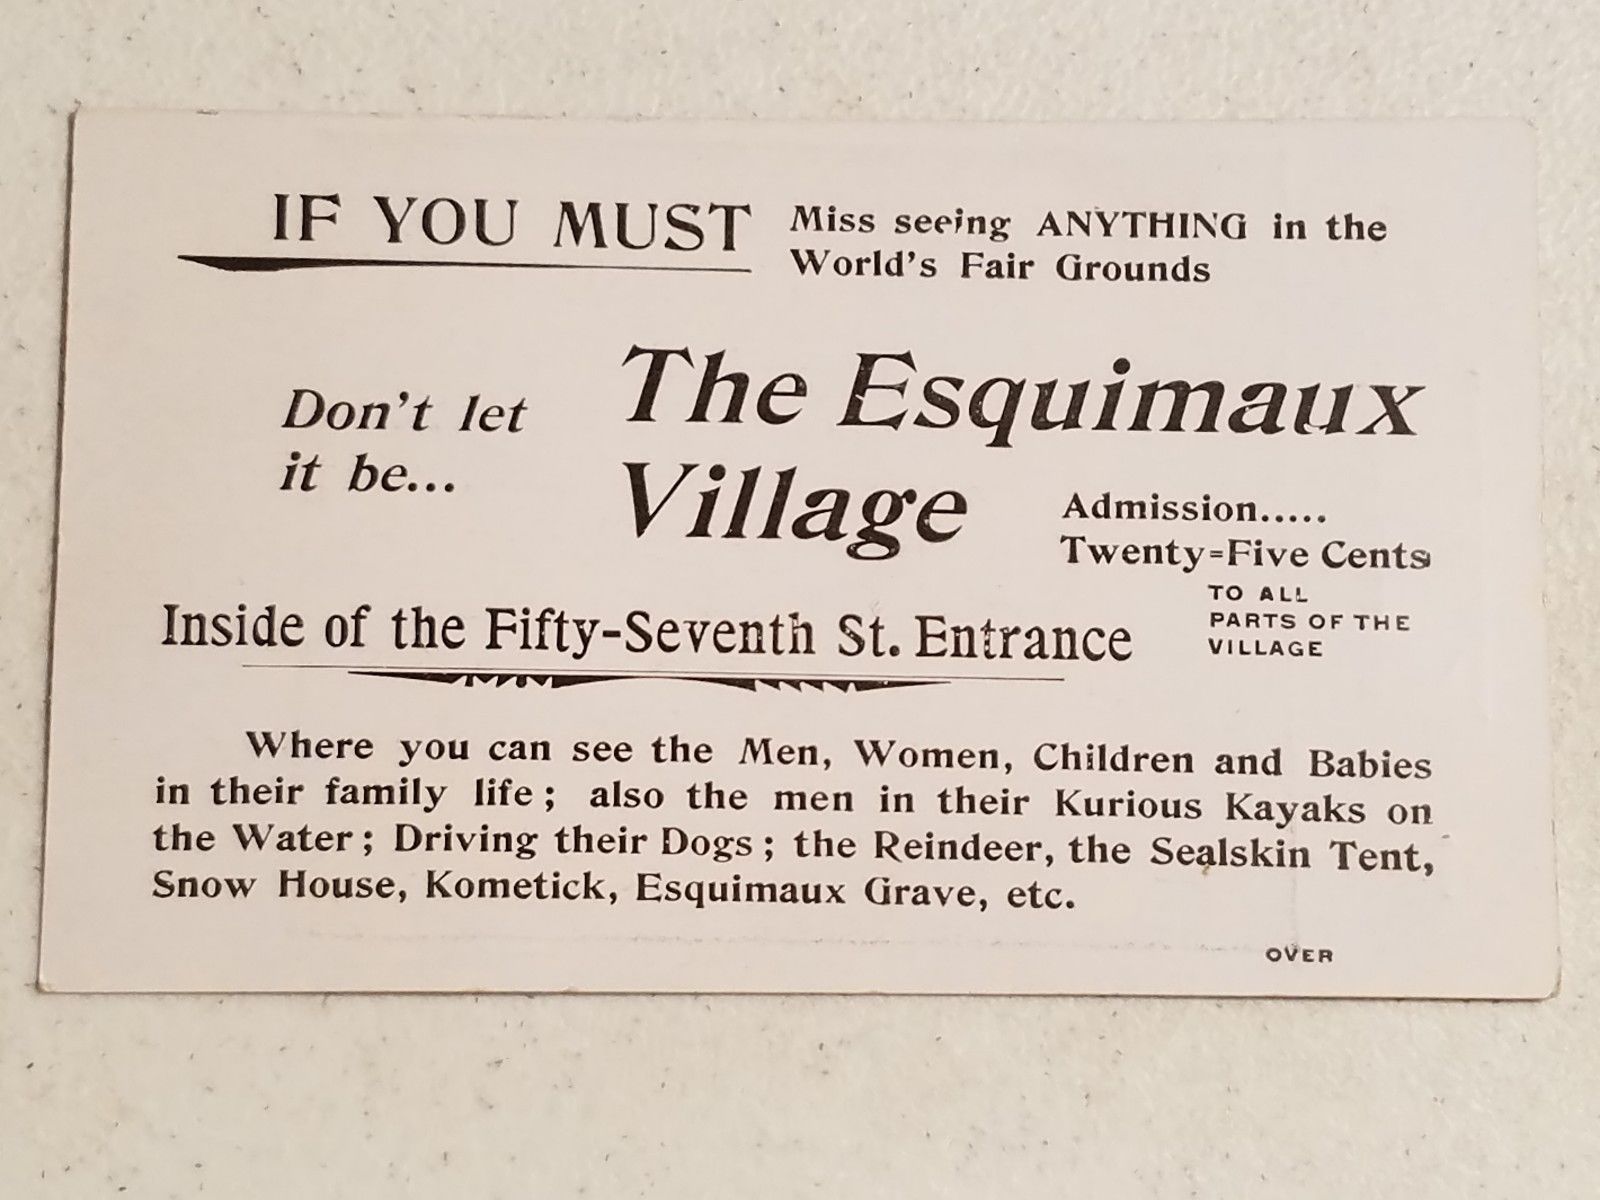 IF YOU MUST Miss seeing ANYTHING in the
World's Fair Grounds
Don't let
it be...
The Esquimaux
Village
Admission.....
Twenty=Five Cents
TO ALL
PARTS OF THE
VILLAGE
Inside of the Fifty-Seventh St. Entrance
Where you can see the Men, Women, Children and Babies
in their family life; also the men in their Kurious Kayaks on
the Water; Driving their Dogs; the Reindeer, the Sealskin Tent,
Snow House, Kometick, Esquimaux Grave, etc.
OVER